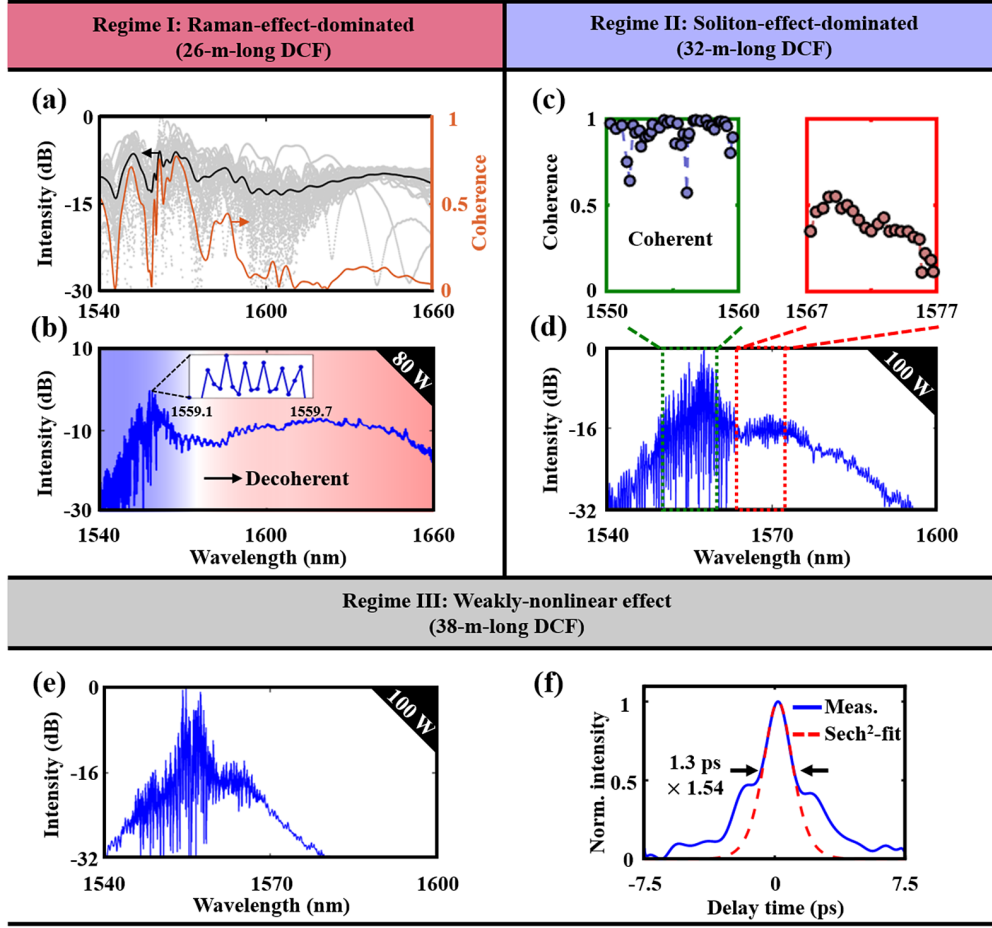 Regime I: Raman-effect-dominated
(26-m-long DCF)
Regime II: Soliton-effect-dominated
(32-m-long DCF)
(a)
0
-15
-30
Intensity (dB)
1
0.5
0
Coherence
1540
1600
1660
(b)
10
-10
-30
Intensity (dB)
80 W
1559.1
1559.7
Decoherent
1540
1600
1660
Wavelength (nm)
(c)
1
0.5
0
Coherence
Coherent
1550
1560
1567
1577
(d)
0
-16
-32
Intensity (dB)
100 W
1540
1570
1600
Wavelength (nm)
Regime III: Weakly-nonlinear effect
(38-m-long DCF)
(e)
0
-16
-32
Intensity (dB)
100 W
1540
1570
1600
Wavelength (nm)
(f)
1
0.5
0
Norm. intensity
Meas.
Sech²-fit
1.3 ps
× 1.54
-7.5
0
7.5
Delay time (ps)